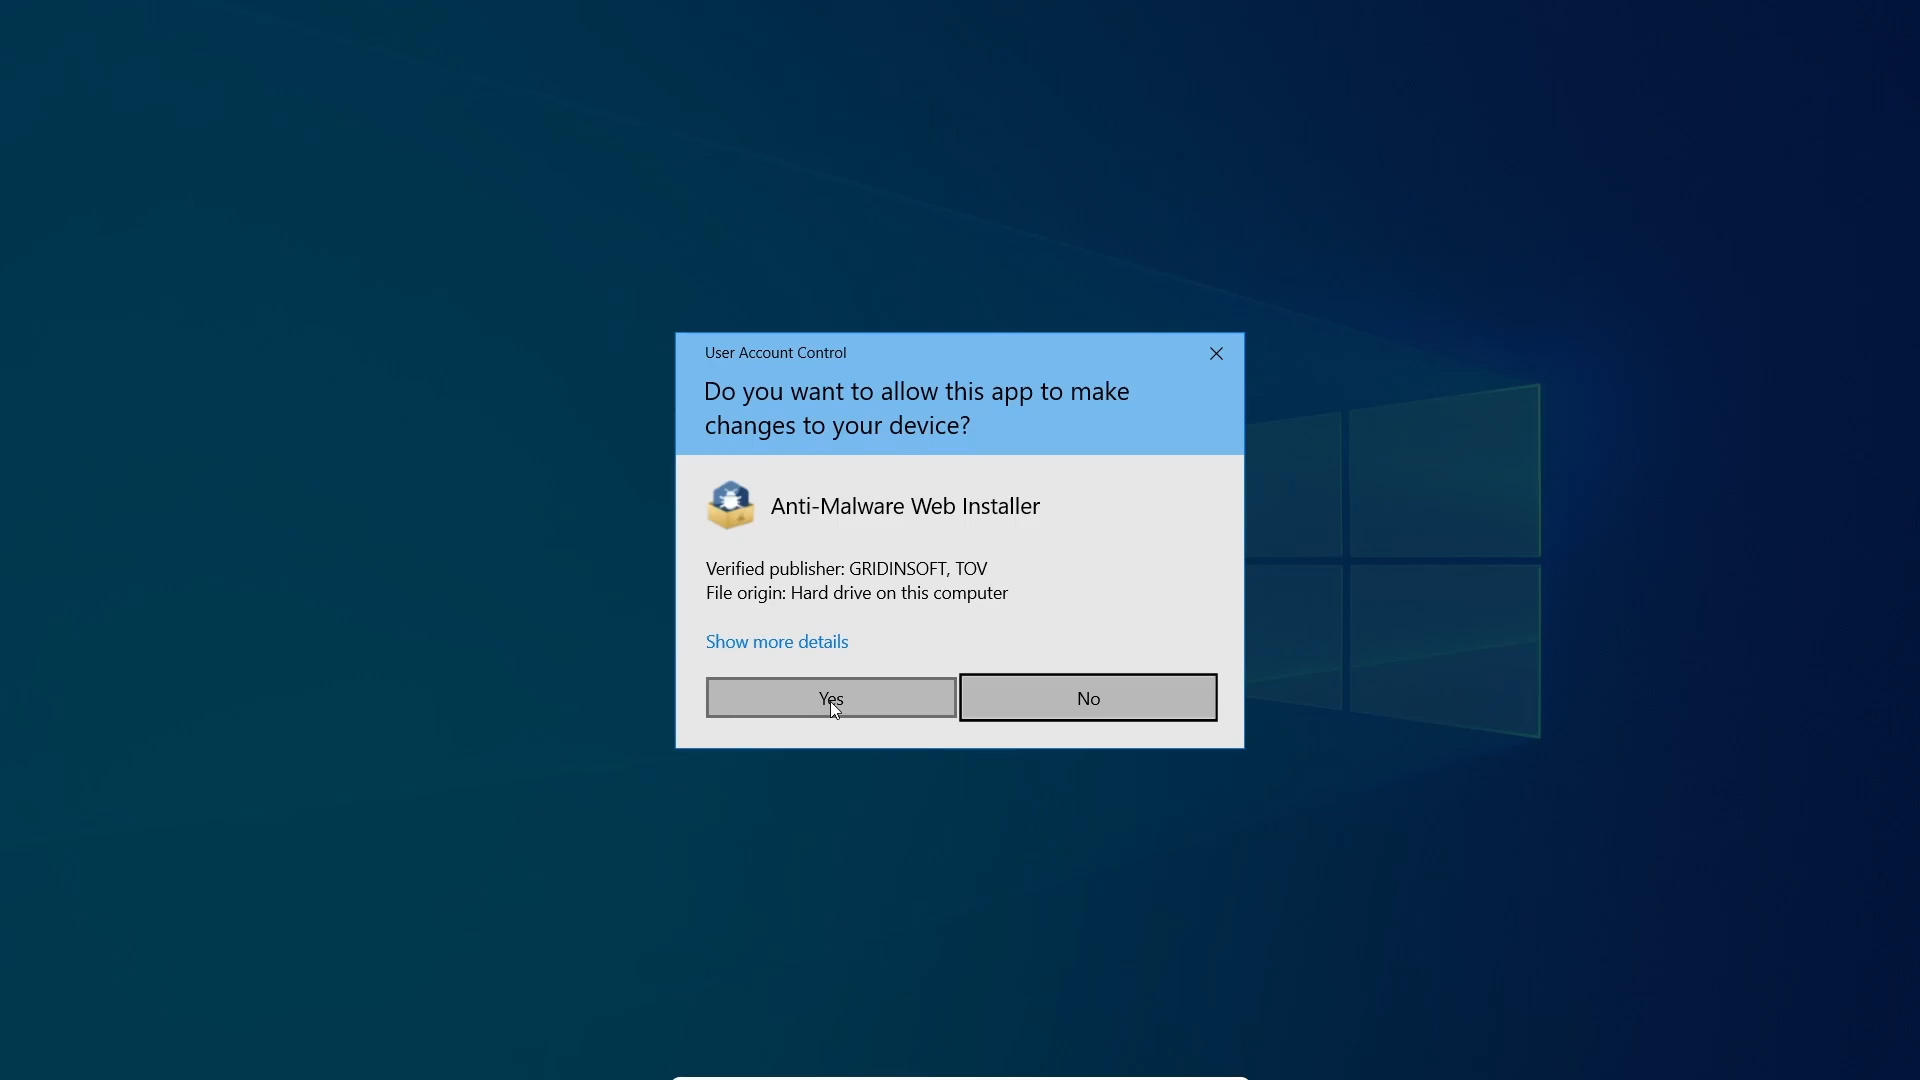 User Account Control
Do you want to allow this app to make
changes to your device?
Anti-Malware Web Installer
Verified publisher: GRIDINSOFT, TOV
File origin: Hard drive on this computer
Show more details
Yes
No